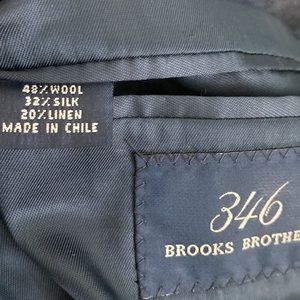 48% WOOL
32% SILK
20% LINEN
MADE IN CHILE
346
BROOKS BROTHE